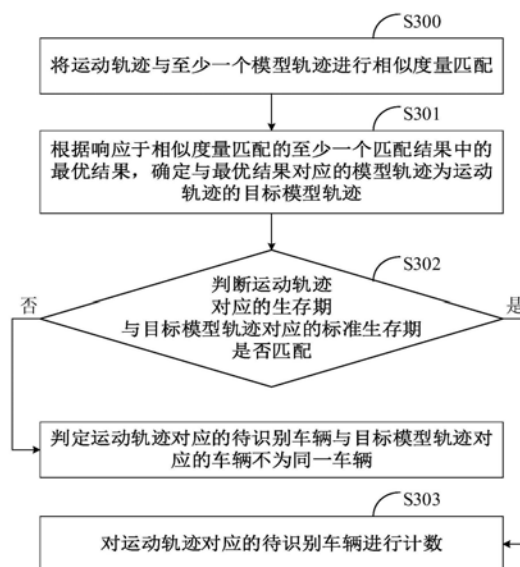 S300
将运动轨迹与至少一个模型轨迹进行相似度量匹配
S301
根据响应于相似度量匹配的至少一个匹配结果中的
最优结果，确定与最优结果对应的模型轨迹为运动
轨迹的目标模型轨迹
S302
判断运动轨迹
对应的生存期
与目标模型轨迹对应的标准生存期
是否匹配
否
是
判定运动轨迹对应的待识别车辆与目标模型轨迹对
应的车辆不为同一车辆
S303
对运动轨迹对应的待识别车辆进行计数